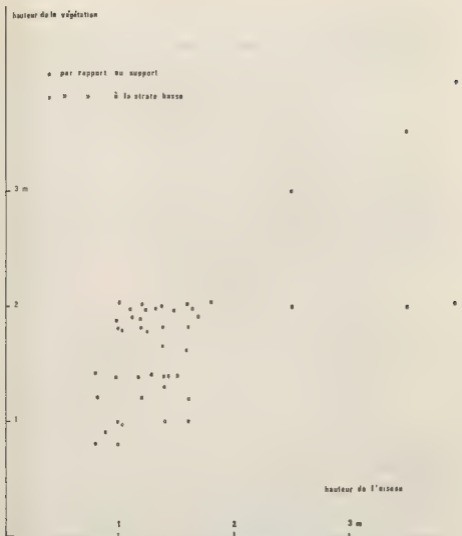 hauteur de la végétation
• par rapport au support
• » » à la strate basse
3 m
2
1
hauteur de l'oiseau
1 2 3 m